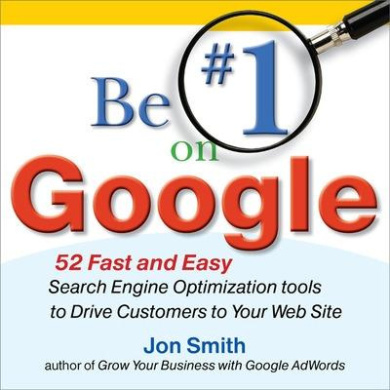 Be #1
on
Google
52 Fast and Easy
Search Engine Optimization tools
to Drive Customers to Your Web Site
Jon Smith
author of Grow Your Business with Google AdWords